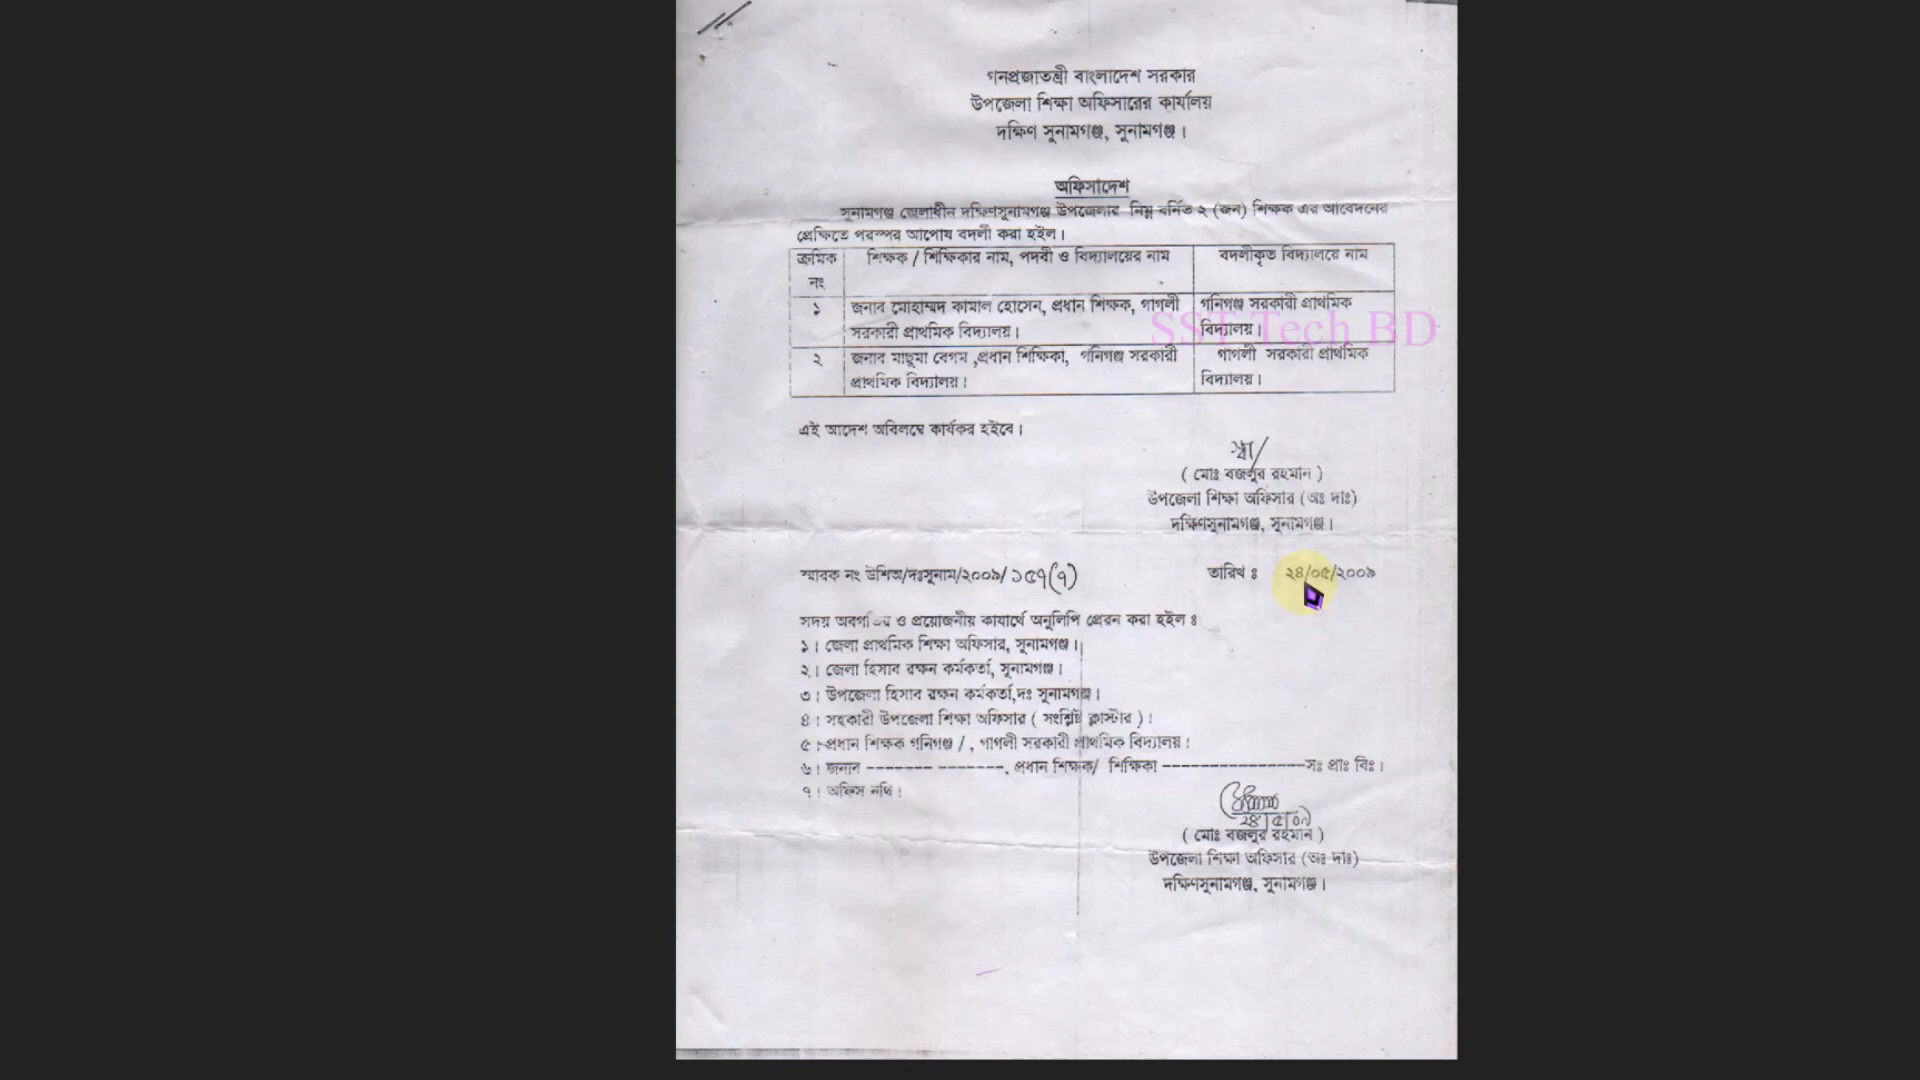 গনপ্রজাতন্ত্রী বাংলাদেশ সরকার
উপজেলা শিক্ষা অফিসারের কার্যালয়
দক্ষিণ সুনামগঞ্জ, সুনামগঞ্জ।
অফিসাদেশ
সুনামগঞ্জ জেলাধীন দক্ষিণসুনামগঞ্জ উপজেলার নিম্ন বর্নিত ২ (জন) শিক্ষক এর আবেদনের
প্রেক্ষিতে পরস্পর আপোষ বদলী করা হইল।
ক্রমিক নং শিক্ষক / শিক্ষিকার নাম, পদবী ও বিদ্যালয়ের নাম বদলীকৃত বিদ্যালয়ে নাম
১ জনাব মোহাম্মদ কামাল হোসেন, প্রধান শিক্ষক, গাগলী গনিগঞ্জ সরকারী প্রাথমিক
সরকারী প্রাথমিক বিদ্যালয়। বিদ্যালয়।
SST Tech BD
২ জনাব মাছুমা বেগম ,প্রধান শিক্ষিকা, গনিগঞ্জ সরকারী গাগলী সরকারী প্রাথমিক
প্রাথমিক বিদ্যালয়। বিদ্যালয়।
এই আদেশ অবিলম্বে কার্যকর হইবে।
স্বা/
( মোঃ বজলুর রহমান )
উপজেলা শিক্ষা অফিসার (অঃ দাঃ)
দক্ষিণসুনামগঞ্জ, সুনামগঞ্জ।
স্মারক নং উশিঅ/দঃসুনাম/২০০৯/ ১৫৭(৭) তারিখ ঃ ২৪/০৫/২০০৯
সদয় অবগতির ও প্রয়োজনীয় কাযার্থে অনুলিপি প্রেরন করা হইল ঃ
১। জেলা প্রাথমিক শিক্ষা অফিসার, সুনামগঞ্জ।
২। জেলা হিসাব রক্ষন কর্মকর্তা, সুনামগঞ্জ।
৩। উপজেলা হিসাব রক্ষন কর্মকর্তা,দঃ সুনামগঞ্জ।
৪। সহকারী উপজেলা শিক্ষা অফিসার ( সংশ্লিষ্ট ক্লাস্টার )।
৫। প্রধান শিক্ষক গনিগঞ্জ / , গাগলী সরকারী প্রাথমিক বিদ্যালয়।
৬। জনাব ---------------, প্রধান শিক্ষক/ শিক্ষিকা ----------------সঃ প্রাঃ বিঃ।
৭। অফিস নথি।
২৪/৫/০৯
( মোঃ বজলুর রহমান )
উপজেলা শিক্ষা অফিসার (অঃ দাঃ)
দক্ষিণসুনামগঞ্জ, সুনামগঞ্জ।